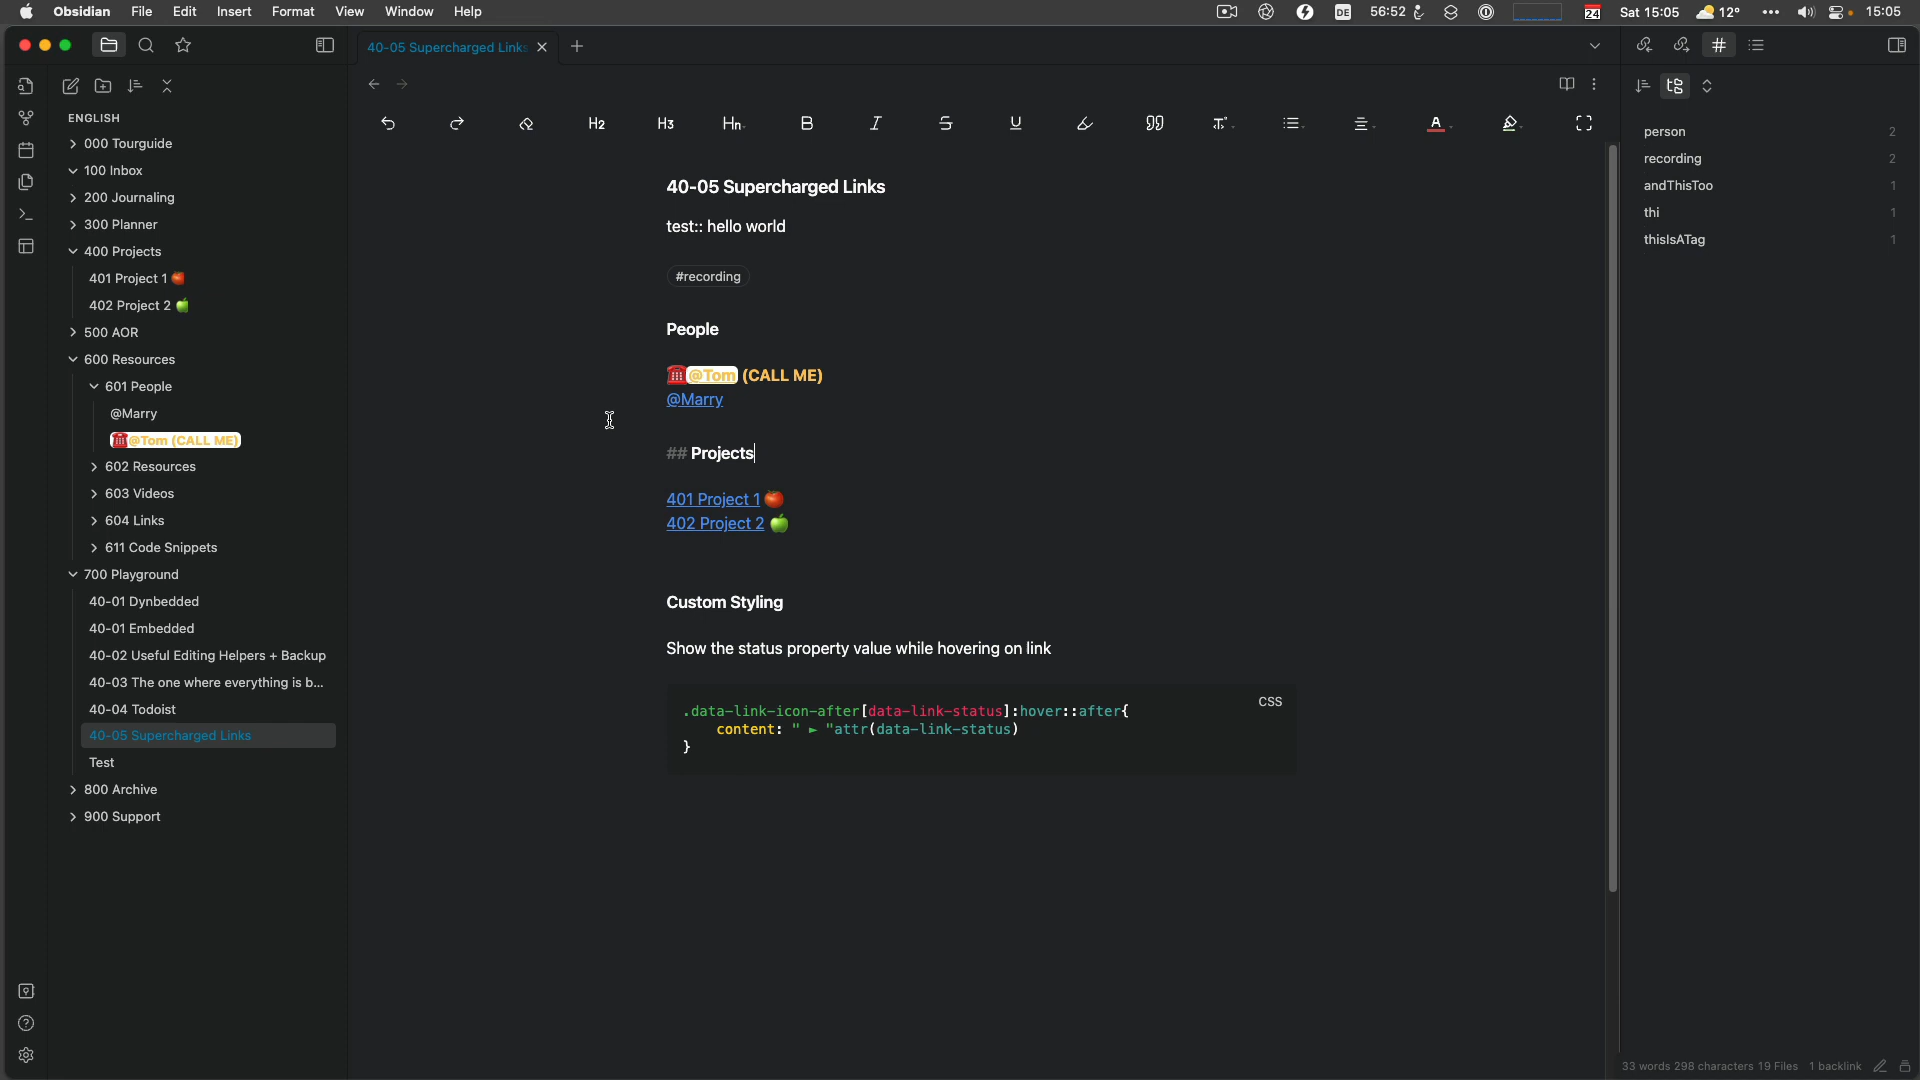 Obsidian File Edit Insert Format View Window Help
DE 56:52 24 Sat 15:05 12° 15:05
40-05 Supercharged Links
H2 H3 Hn B I S U A
ENGLISH
000 Tourguide
100 Inbox
200 Journaling
300 Planner
400 Projects
401 Project 1 🍅
402 Project 2 🍏
500 AOR
600 Resources
601 People
@Marry
☎️@Tom (CALL ME)
602 Resources
603 Videos
604 Links
611 Code Snippets
700 Playground
40-01 Dynbedded
40-01 Embedded
40-02 Useful Editing Helpers + Backup
40-03 The one where everything is b...
40-04 Todoist
40-05 Supercharged Links
Test
800 Archive
900 Support
40-05 Supercharged Links
test:: hello world
#recording
People
☎️@Tom (CALL ME)
@Marry
## Projects
401 Project 1 🍅
402 Project 2 🍏
Custom Styling
Show the status property value while hovering on link
CSS
.data-link-icon-after[data-link-status]:hover::after{
content: " ► "attr(data-link-status)
}
person 2
recording 2
andThisToo 1
thi 1
thisIsATag 1
33 words 298 characters 19 Files 1 backlink